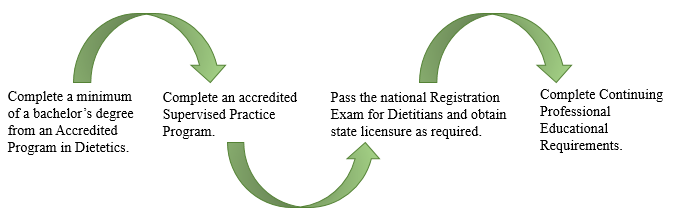 Complete a minimum
of a bachelor’s degree
from an Accredited
Program in Dietetics.
Complete an accredited
Supervised Practice
Program.
Pass the national Registration
Exam for Dietitians and obtain
state licensure as required.
Complete Continuing
Professional
Educational
Requirements.